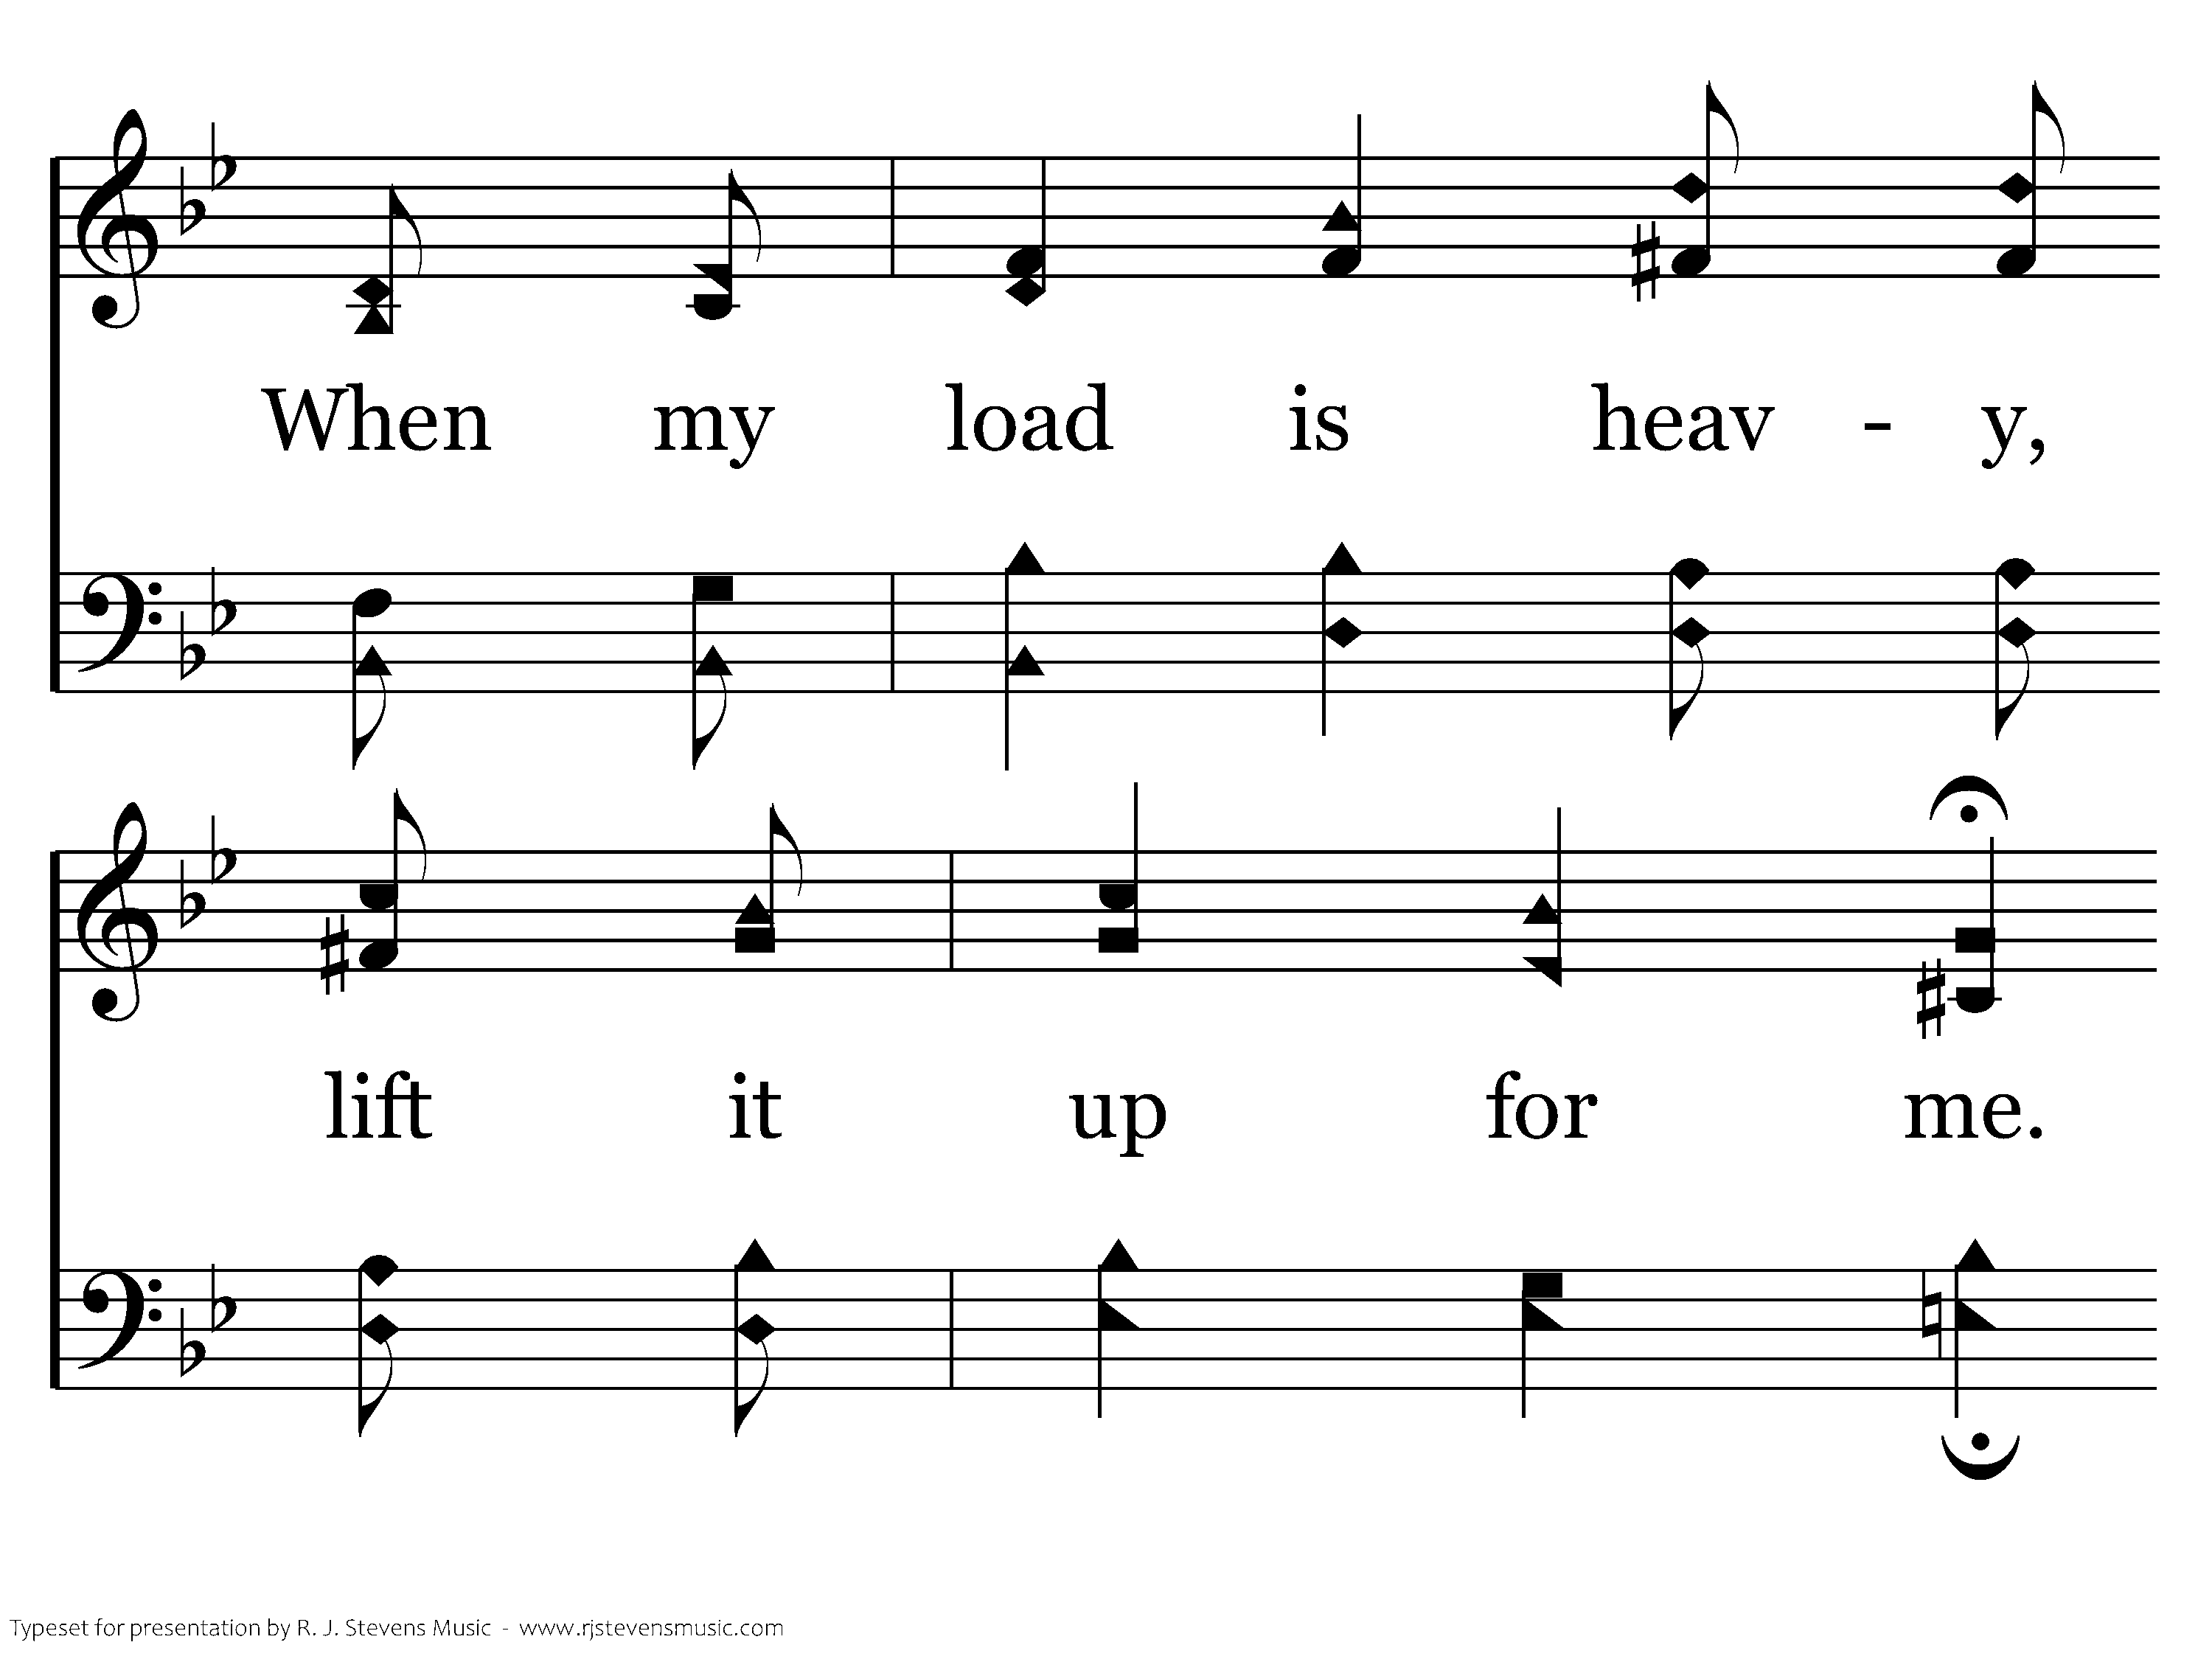 When my load is heav - y,
lift it up for me.
Typeset for presentation by R. J. Stevens Music - www.rjstevensmusic.com